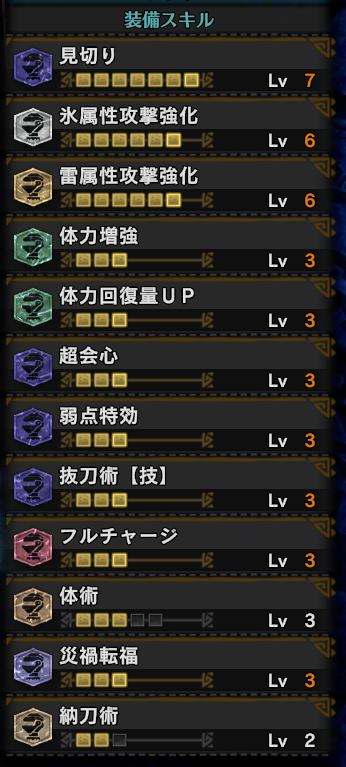 装備スキル
見切り
Lv 7
氷属性攻撃強化
Lv 6
雷属性攻撃強化
Lv 6
体力増強
Lv 3
体力回復量ＵＰ
Lv 3
超会心
Lv 3
弱点特効
Lv 3
抜刀術【技】
Lv 3
フルチャージ
Lv 3
体術
Lv 3
災禍転福
Lv 3
納刀術
Lv 2